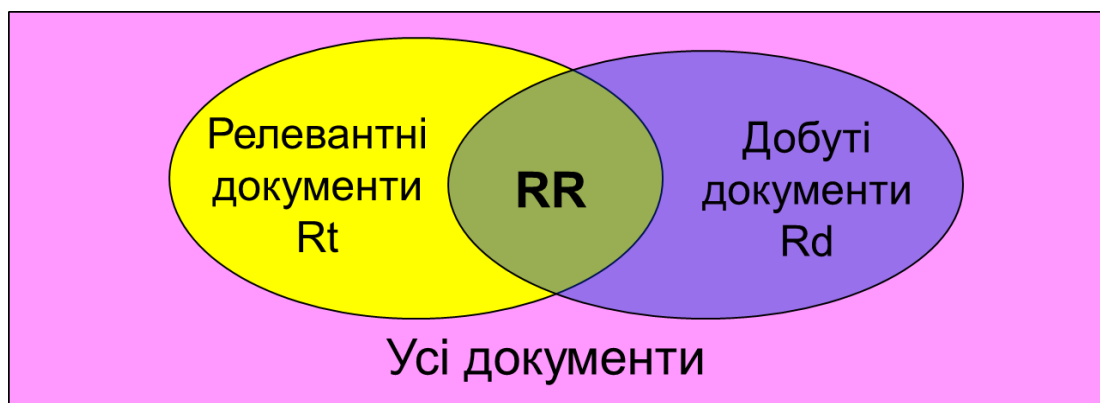 Релевантні
документи
Rt
RR
Добуті
документи
Rd
Усі документи